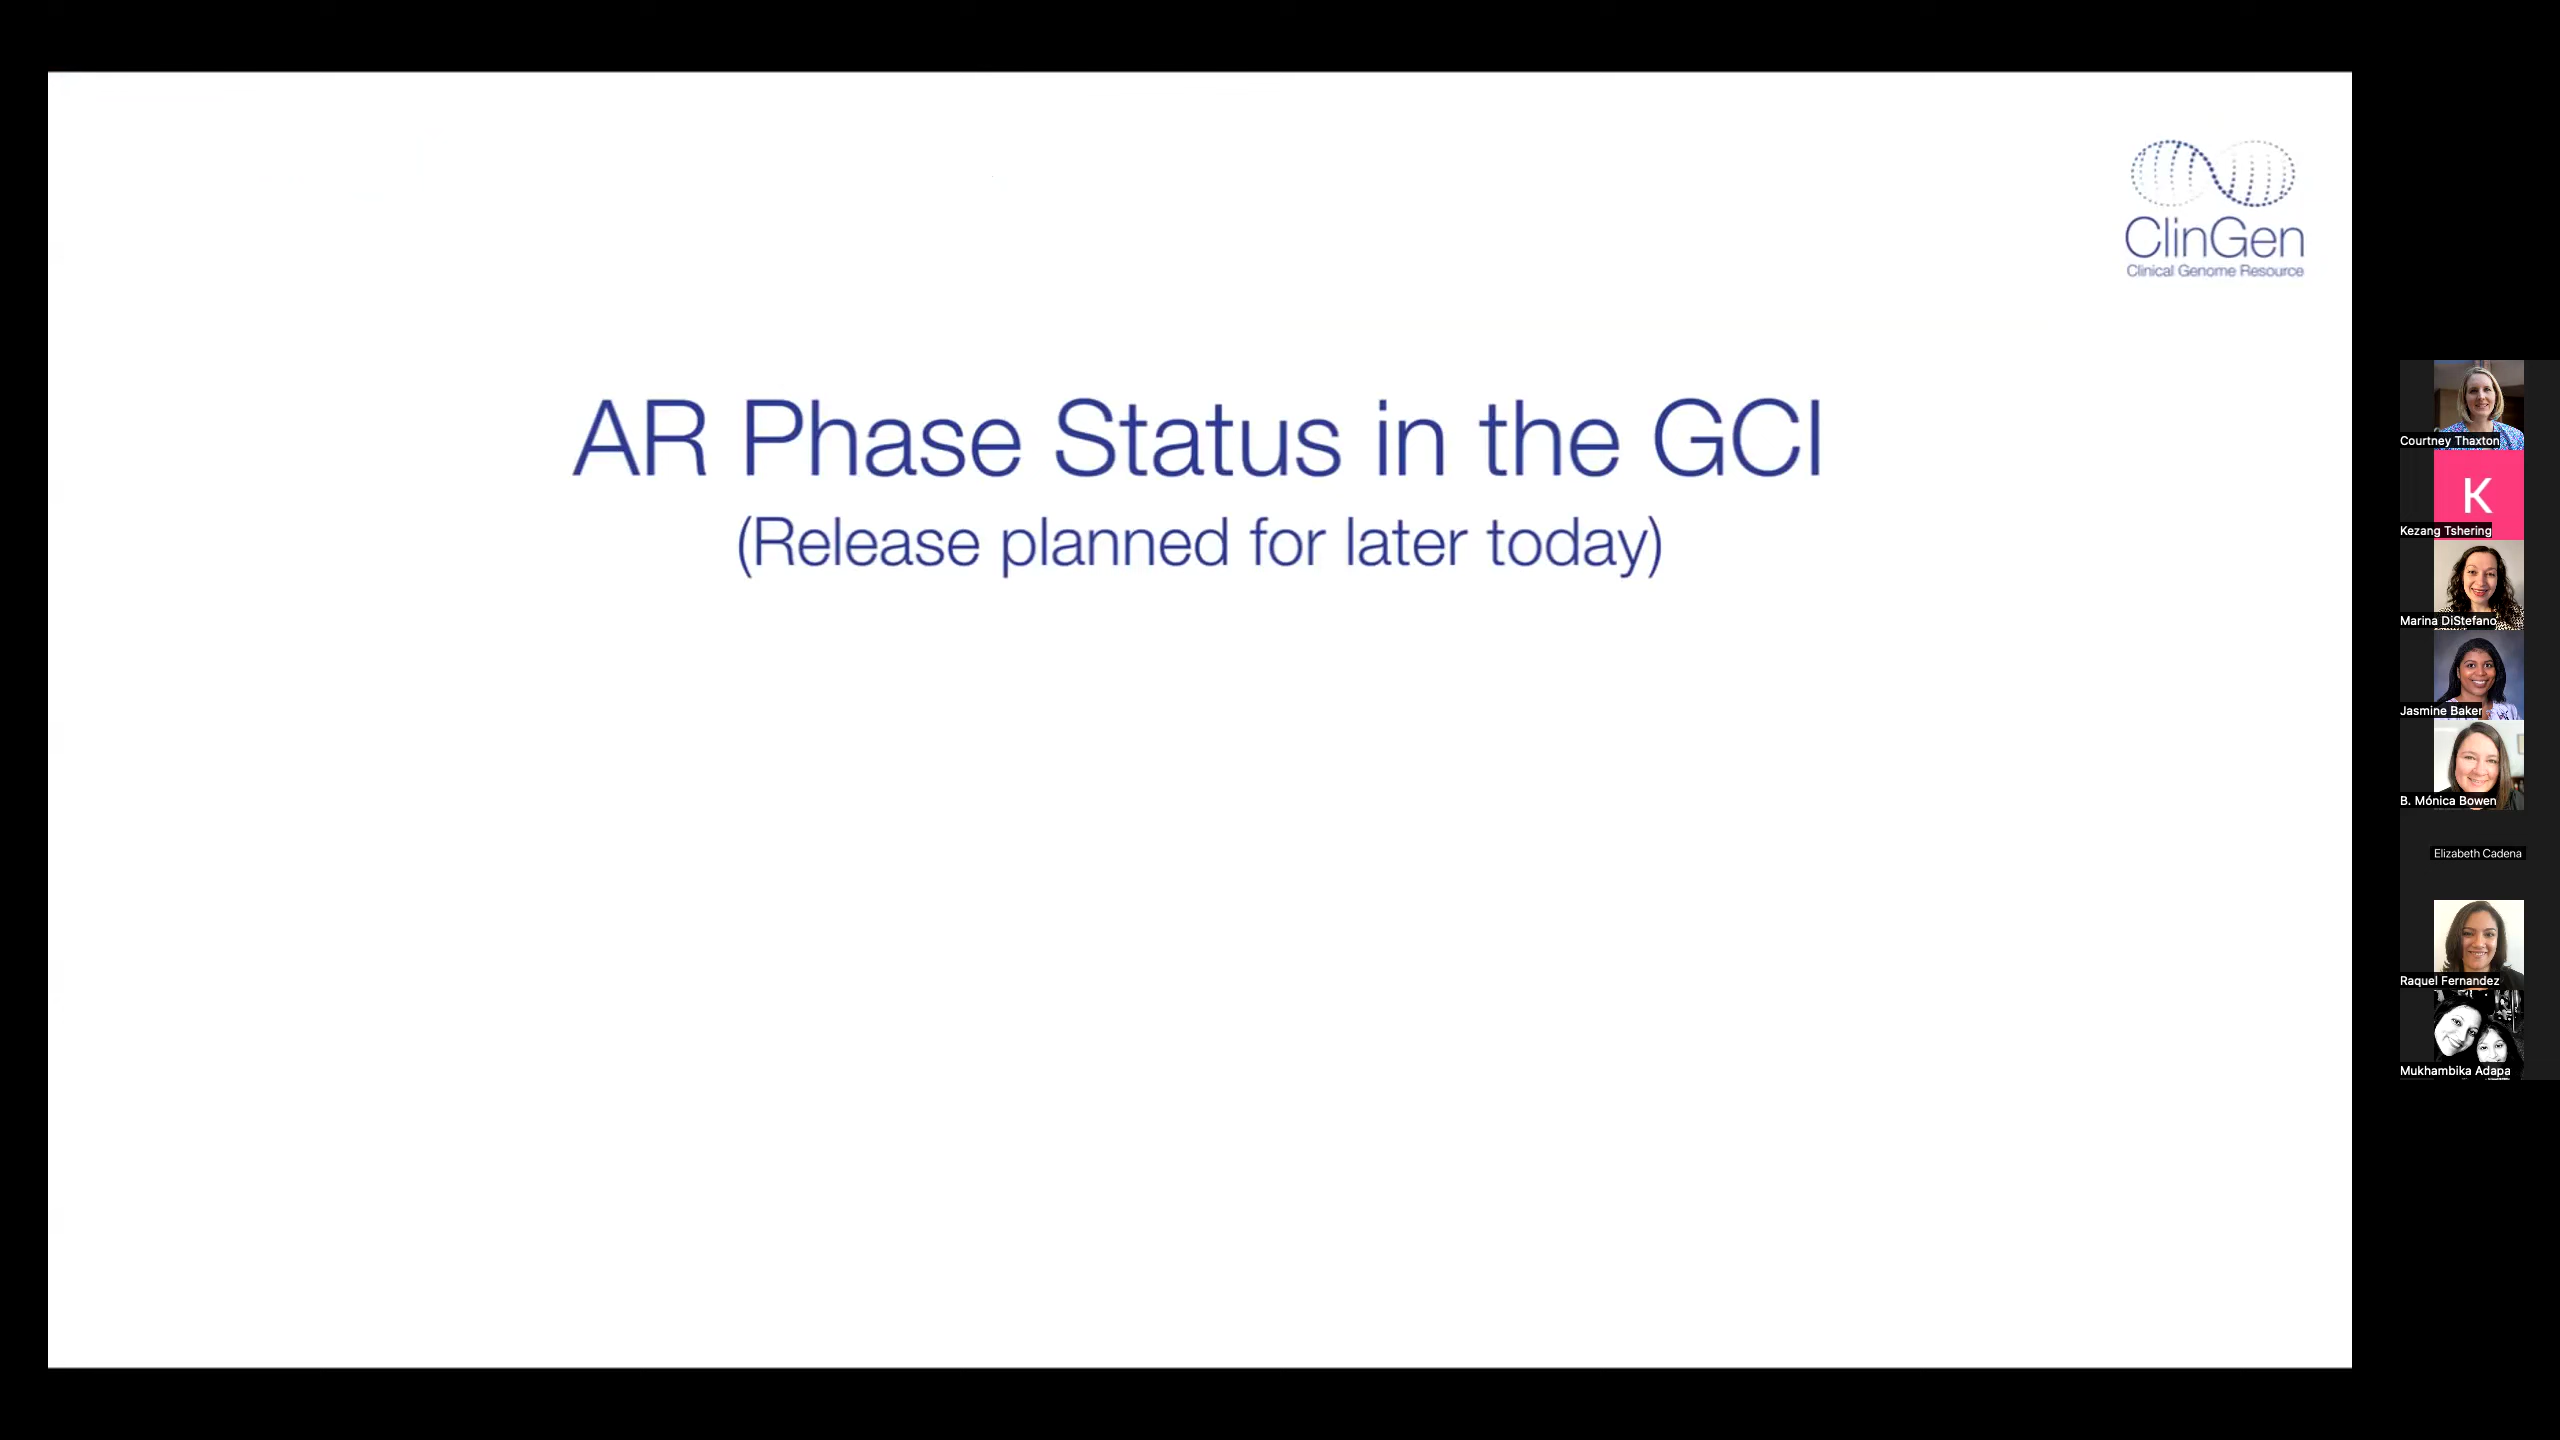 ClinGen
Clinical Genome Resource
AR Phase Status in the GCI
(Release planned for later today)
Courtney Thaxton
K
Kezang Tshering
Marina DiStefano
Jasmine Baker
B. Mónica Bowen
Elizabeth Cadena
Raquel Fernandez
Mukhambika Adapa